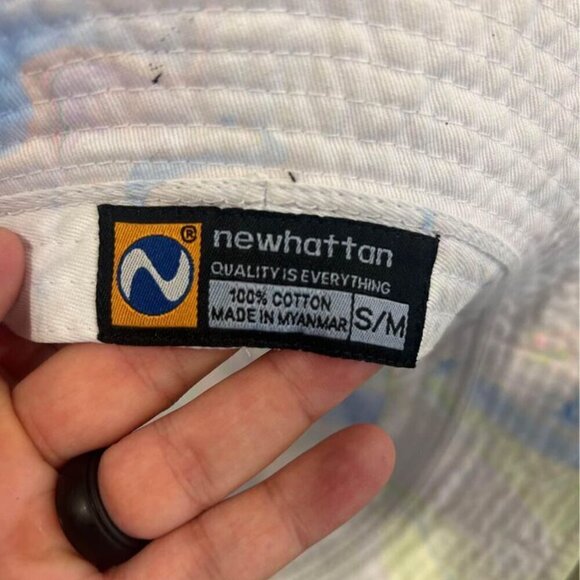 ®
newhattan
QUALITY IS EVERYTHING
100% COTTON
MADE IN MYANMAR
S/M